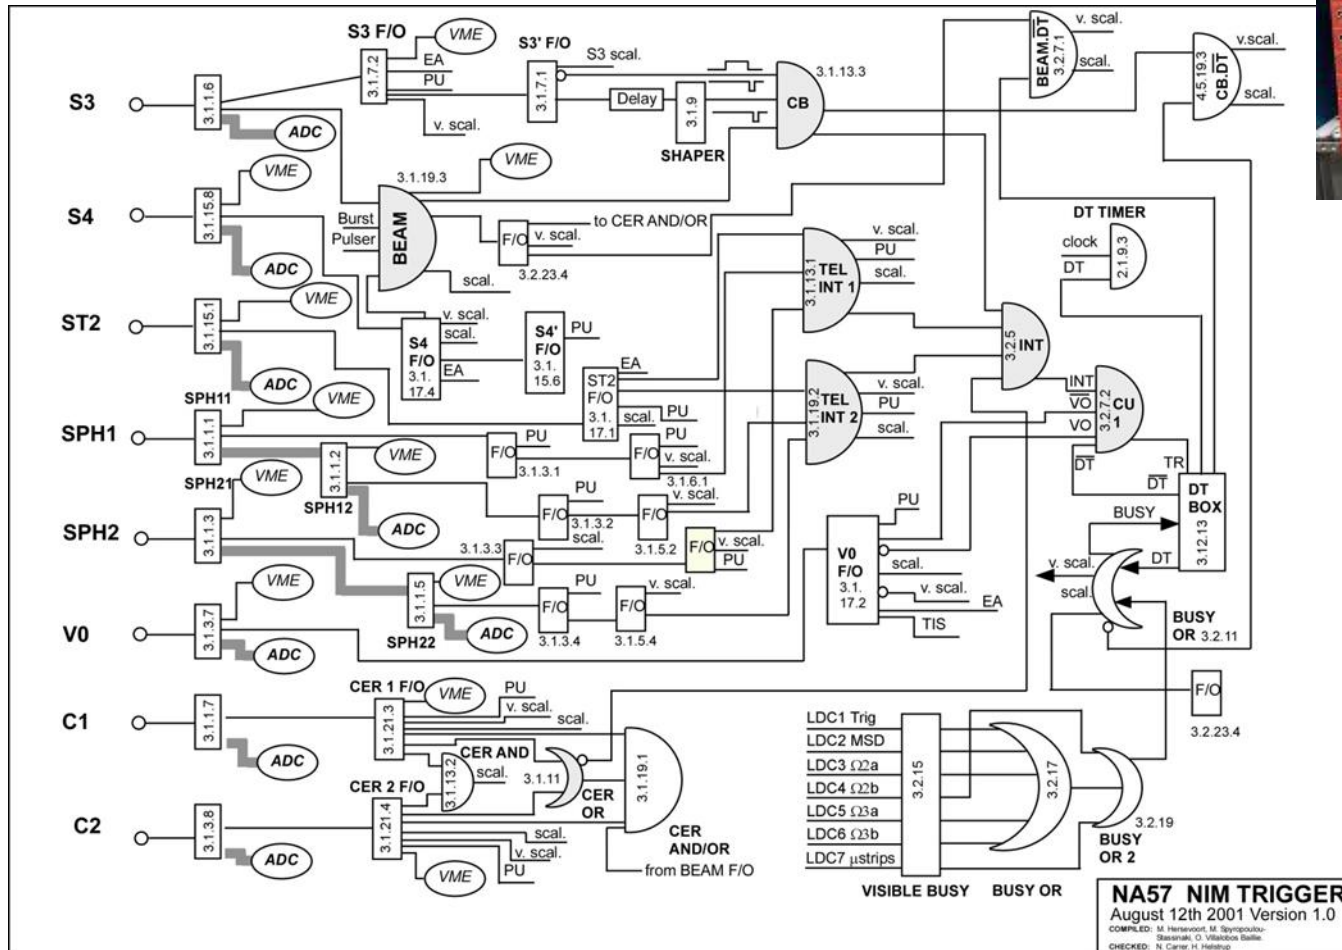 S3 F/O
VME
EA
PU
v. scal.
3.1.7.2
S3' F/O
S3 scal.
3.1.7.1
Delay
3.1.9
SHAPER
CB
3.1.13.3
BEAM.DT
3.2.7.1
v. scal.
scal.
4.5.19.3
CB.DT
v.scal.
scal.
S3
3.1.1.6
ADC
S4
3.1.15.8
VME
ADC
3.1.19.3
VME
Burst
Pulser
BEAM
scal.
F/O
to CER AND/OR
v. scal.
3.2.23.4
DT TIMER
clock
DT
2.1.9.3
ST2
3.1.15.1
VME
ADC
S4
F/O
3.1.
17.4
v. scal.
scal.
EA
S4'
F/O
3.1.
15.6
PU
ST2
F/O
3.1.
17.1
EA
PU
scal.
3.1.13.1
TEL
INT 1
v. scal.
PU
scal.
3.1.19.2
TEL
INT 2
v. scal.
PU
scal.
3.2.5
INT
INT
VO
VO
DT
3.2.7.2
CU
1
SPH11
SPH1
3.1.1.1
VME
SPH21
3.1.1.2
VME
SPH12
ADC
F/O
PU
3.1.3.1
F/O
PU
v. scal.
3.1.6.1
SPH2
3.1.1.3
VME
F/O
PU
3.1.3.2
F/O
v. scal.
3.1.5.2
3.1.3.3
F/O
scal.
F/O
v. scal.
PU
3.1.1.5
VME
SPH22
ADC
F/O
PU
3.1.3.4
F/O
v. scal.
3.1.5.4
V0
F/O
3.1.
17.2
PU
scal.
v. scal.
EA
TIS
TR
DT
DT
BOX
3.12.13
BUSY
DT
v. scal.
scal.
BUSY
OR 3.2.11
F/O
3.2.23.4
V0
3.1.3.7
VME
ADC
C1
3.1.1.7
ADC
CER 1 F/O
3.1.21.3
VME
PU
v. scal.
scal.
CER AND
3.1.13.2
scal.
3.1.11
CER
OR
3.1.19.1
CER
AND/OR
from BEAM F/O
C2
3.1.3.8
ADC
CER 2 F/O
3.1.21.4
scal.
v. scal.
PU
VME
LDC1 Trig
LDC2 MSD
LDC3 Ω2a
LDC4 Ω2b
LDC5 Ω3a
LDC6 Ω3b
LDC7 μstrips
3.2.15
VISIBLE BUSY
3.2.17
BUSY OR
3.2.19
BUSY
OR 2
NA57 NIM TRIGGER
August 12th 2001 Version 1.0
COMPILED: M. Hersevoort, M. Spyropoulou-
Stassinaki, O. Villalobos Baillie.
CHECKED: N. Carrer, H. Helstrup